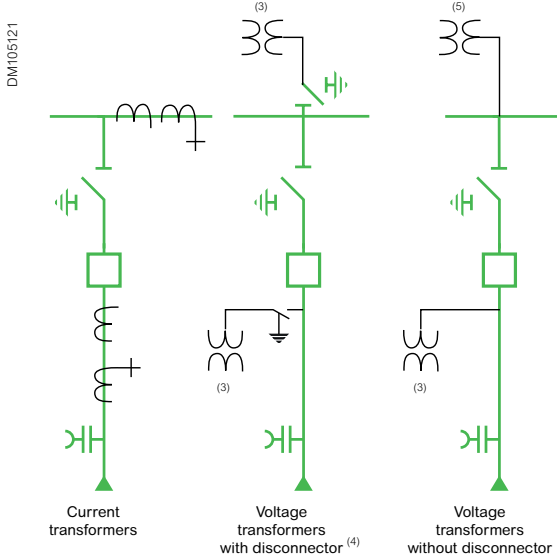 DM105121
(3)
(5)
(3)
(3)
Current
transformers
Voltage
transformers
with disconnector (4)
Voltage
transformers
without disconnector